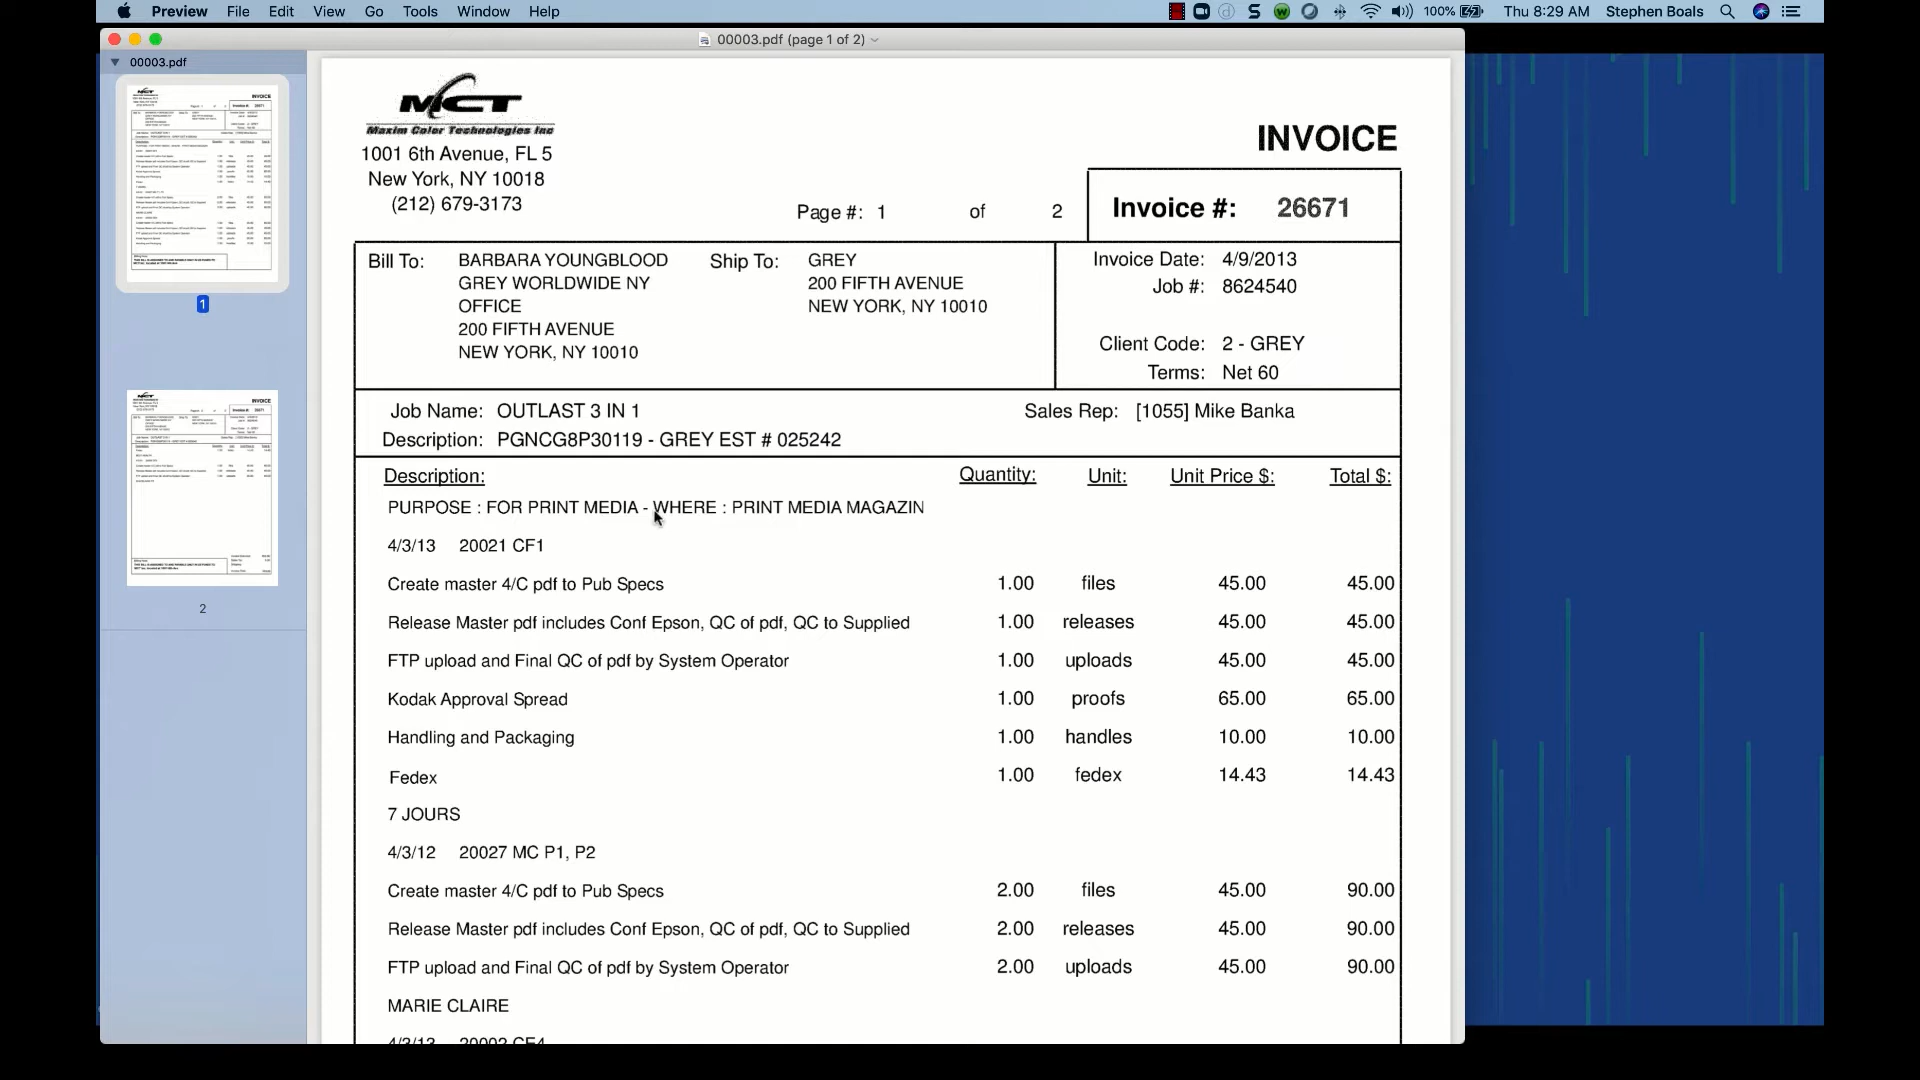 Preview File Edit View Go Tools Window Help 100% Thu 8:29 AM Stephen Boals
00003.pdf (page 1 of 2)
00003.pdf
1
2
MCT
Maxim Color Technologies Inc
1001 6th Avenue, FL 5
New York, NY 10018
(212) 679-3173
INVOICE
Page #: 1 of 2
Invoice #: 26671
Bill To: BARBARA YOUNGBLOOD
GREY WORLDWIDE NY
OFFICE
200 FIFTH AVENUE
NEW YORK, NY 10010
Ship To: GREY
200 FIFTH AVENUE
NEW YORK, NY 10010
Invoice Date: 4/9/2013
Job #: 8624540
Client Code: 2 - GREY
Terms: Net 60
Job Name: OUTLAST 3 IN 1 Sales Rep: [1055] Mike Banka
Description: PGNCG8P30119 - GREY EST # 025242
Description: Quantity: Unit: Unit Price $: Total $:
PURPOSE : FOR PRINT MEDIA - WHERE : PRINT MEDIA MAGAZIN
4/3/13 20021 CF1
Create master 4/C pdf to Pub Specs 1.00 files 45.00 45.00
Release Master pdf includes Conf Epson, QC of pdf, QC to Supplied 1.00 releases 45.00 45.00
FTP upload and Final QC of pdf by System Operator 1.00 uploads 45.00 45.00
Kodak Approval Spread 1.00 proofs 65.00 65.00
Handling and Packaging 1.00 handles 10.00 10.00
Fedex 1.00 fedex 14.43 14.43
7 JOURS
4/3/12 20027 MC P1, P2
Create master 4/C pdf to Pub Specs 2.00 files 45.00 90.00
Release Master pdf includes Conf Epson, QC of pdf, QC to Supplied 2.00 releases 45.00 90.00
FTP upload and Final QC of pdf by System Operator 2.00 uploads 45.00 90.00
MARIE CLAIRE